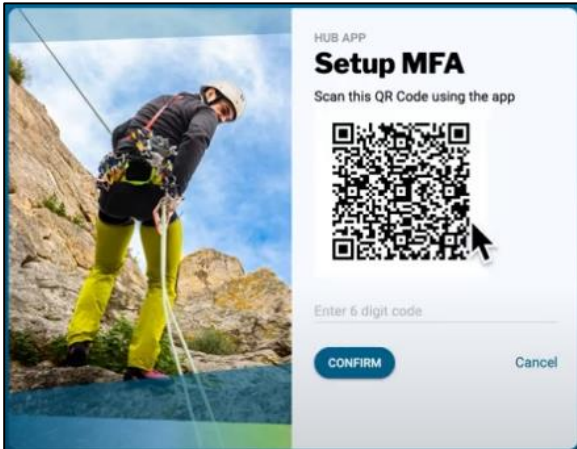 HUB APP
Setup MFA
Scan this QR Code using the app
Enter 6 digit code
CONFIRM
Cancel